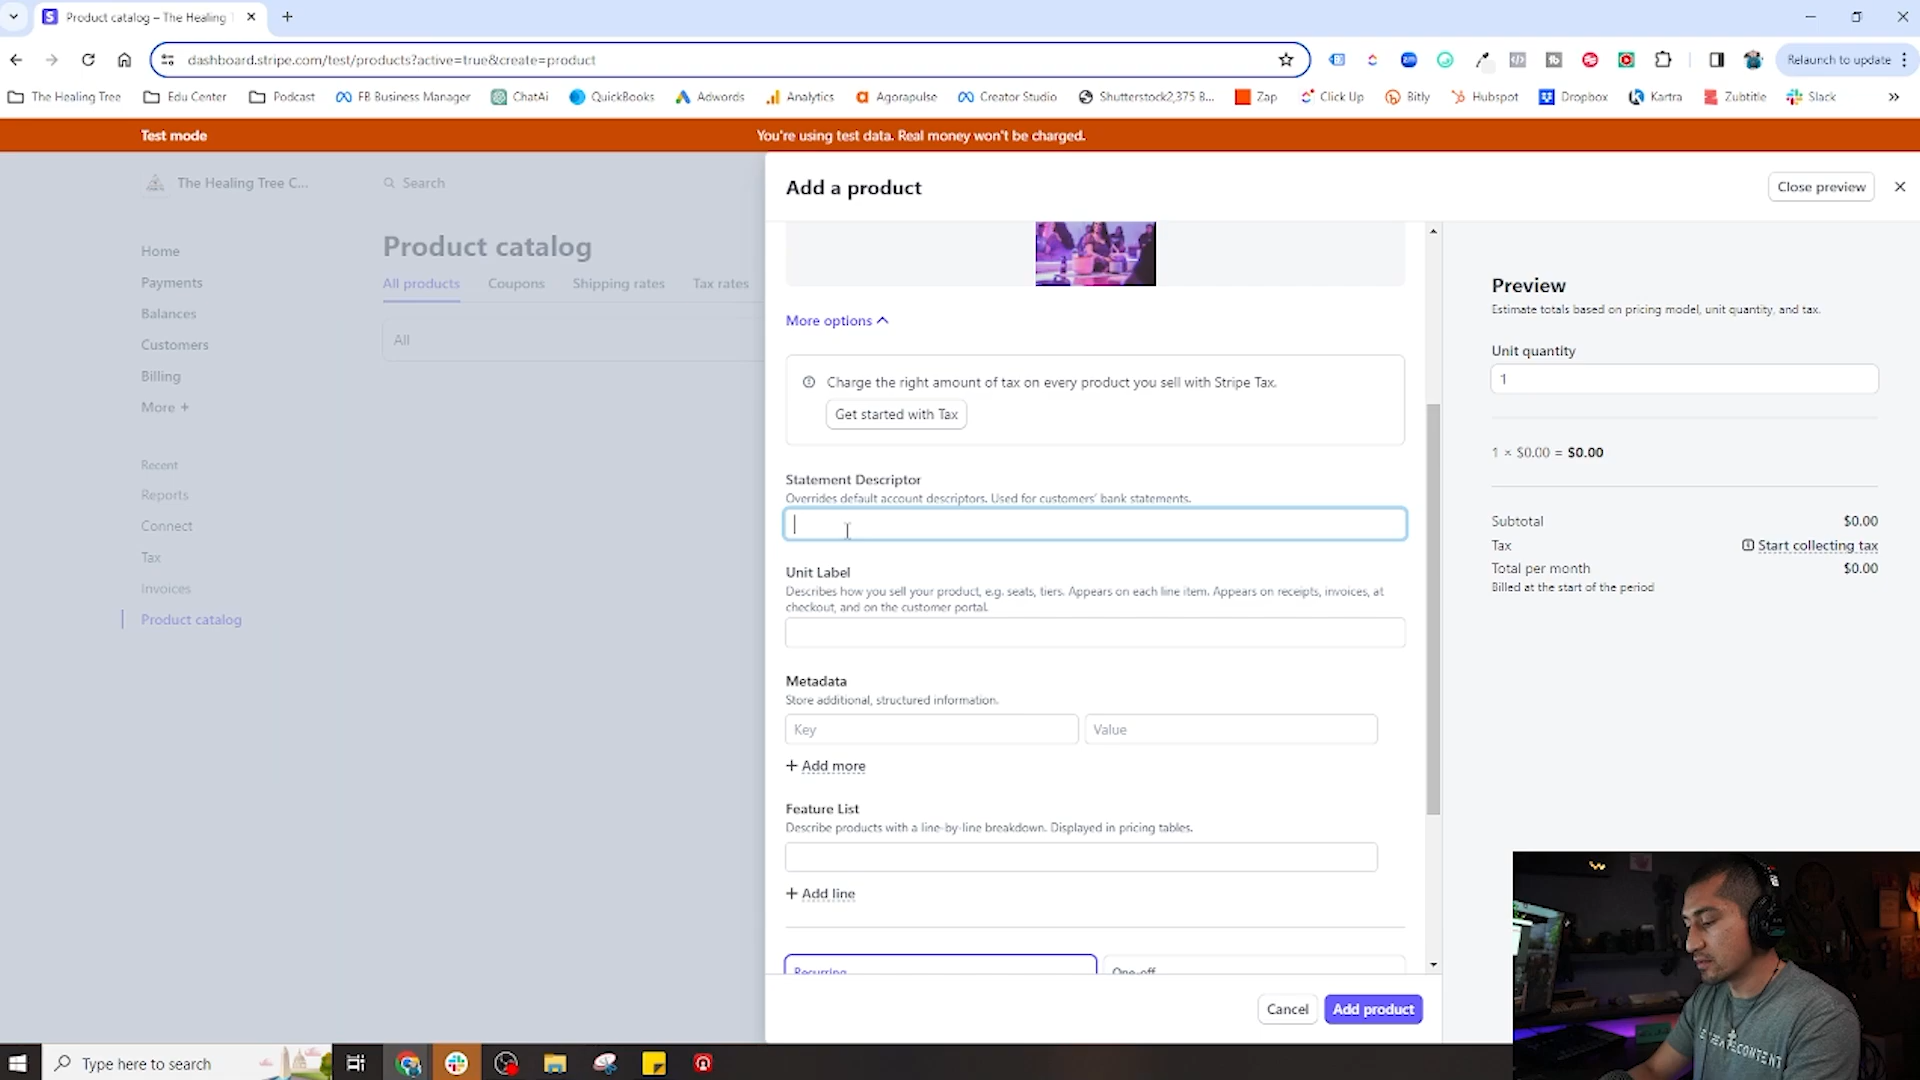 Product catalog – The Healing T
dashboard.stripe.com/test/products?active=true&create=product
Relaunch to update
The Healing Tree
Edu Center
Podcast
FB Business Manager
ChatAi
QuickBooks
Adwords
Analytics
Agorapulse
Creator Studio
Shutterstock2,375 B...
Zap
Click Up
Bitly
Hubspot
Dropbox
Kartra
Zubtitle
Slack
Test mode
You're using test data. Real money won't be charged.
The Healing Tree C...
Search
Home
Payments
Balances
Customers
Billing
More +
Recent
Reports
Connect
Tax
Invoices
Product catalog
Product catalog
All products
Coupons
Shipping rates
Tax rates
All
Add a product
Close preview
More options
Charge the right amount of tax on every product you sell with Stripe Tax.
Get started with Tax
Statement Descriptor
Overrides default account descriptors. Used for customers' bank statements.
Unit Label
Describes how you sell your product, e.g. seats, tiers. Appears on each line item. Appears on receipts, invoices, at
checkout, and on the customer portal.
Metadata
Store additional, structured information.
Key
Value
+ Add more
Feature List
Describe products with a line-by-line breakdown. Displayed in pricing tables.
+ Add line
Recurring
One-off
Cancel
Add product
Preview
Estimate totals based on pricing model, unit quantity, and tax.
Unit quantity
1
1 × $0.00 = $0.00
Subtotal
$0.00
Tax
Start collecting tax
Total per month
$0.00
Billed at the start of the period
Type here to search